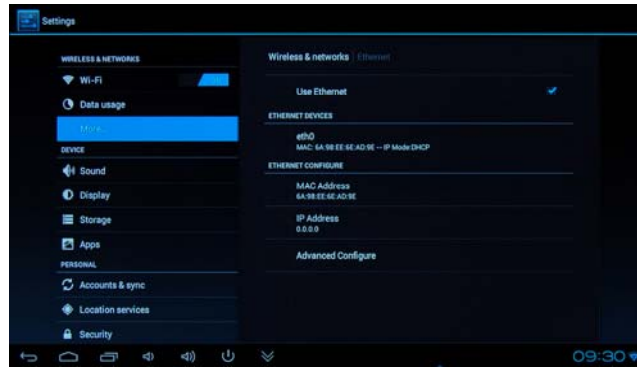 Settings
WIRELESS & NETWORKS
Wi-Fi
Data usage
More...
DEVICE
Sound
Display
Storage
Apps
PERSONAL
Accounts & sync
Location services
Security
Wireless & networks Ethernet
Use Ethernet
ETHERNET DEVICES
eth0
MAC: 6A:98:EE:6E:AD:9E -- IP Mode:DHCP
ETHERNET CONFIGURE
MAC Address
6A:98:EE:6E:AD:9E
IP Address
0.0.0.0
Advanced Configure
09:30